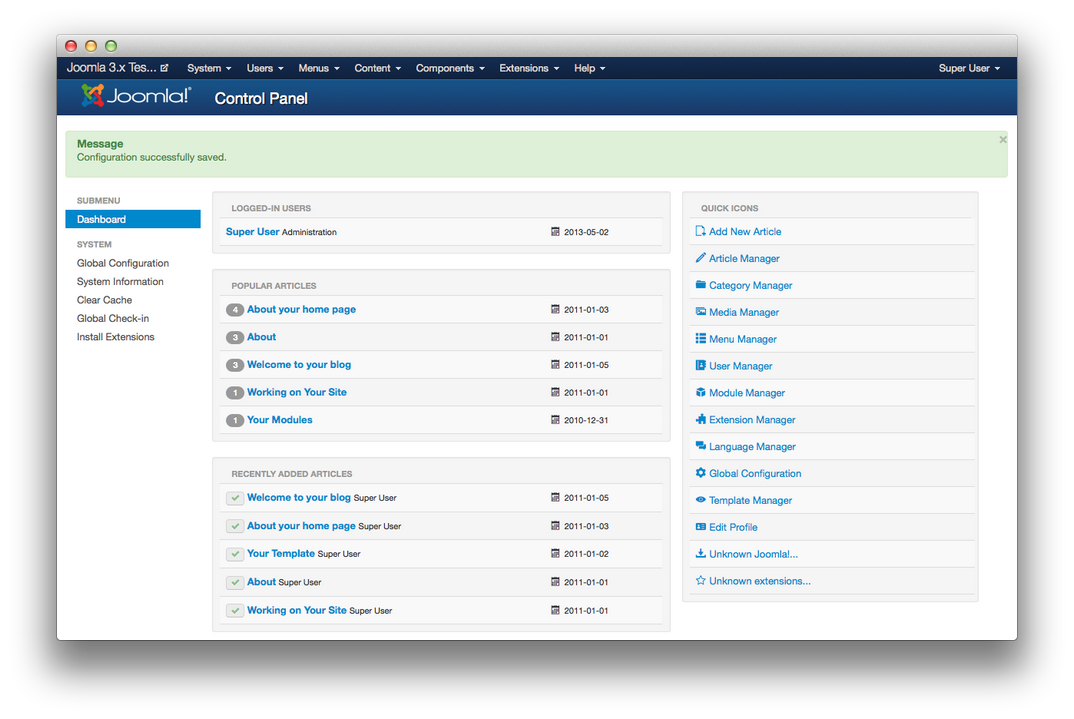 Joomla 3.x Tes...
System Users Menus Content Components Extensions Help Super User
Joomla!® Control Panel
Message ×
Configuration successfully saved.
SUBMENU
Dashboard
SYSTEM
Global Configuration
System Information
Clear Cache
Global Check-in
Install Extensions
LOGGED-IN USERS
Super User Administration 2013-05-02
POPULAR ARTICLES
4 About your home page 2011-01-03
3 About 2011-01-01
3 Welcome to your blog 2011-01-05
1 Working on Your Site 2011-01-01
1 Your Modules 2010-12-31
RECENTLY ADDED ARTICLES
Welcome to your blog Super User 2011-01-05
About your home page Super User 2011-01-03
Your Template Super User 2011-01-02
About Super User 2011-01-01
Working on Your Site Super User 2011-01-01
QUICK ICONS
Add New Article
Article Manager
Category Manager
Media Manager
Menu Manager
User Manager
Module Manager
Extension Manager
Language Manager
Global Configuration
Template Manager
Edit Profile
Unknown Joomla!...
Unknown extensions...